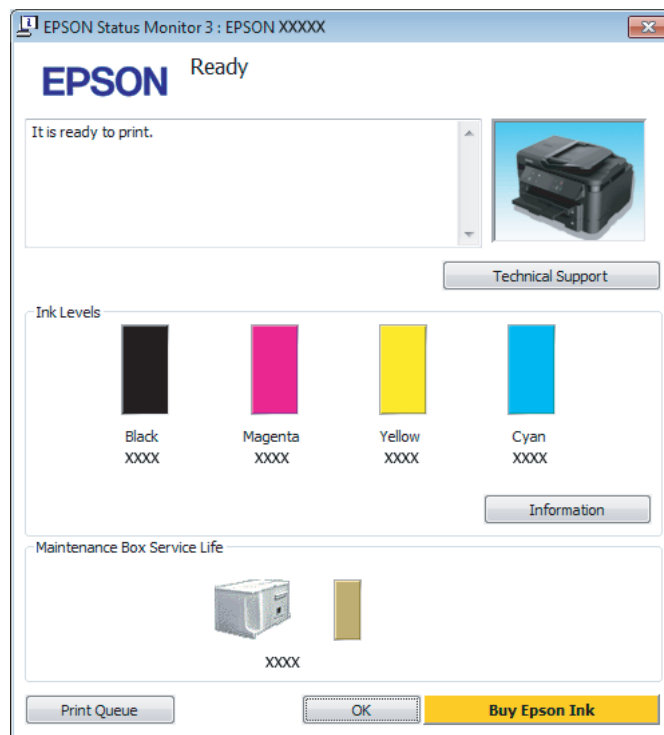 EPSON Status Monitor 3 : EPSON XXXXX
EPSON
Ready
It is ready to print.
Technical Support
Ink Levels
Black Magenta Yellow Cyan
XXXX XXXX XXXX XXXX
Information
Maintenance Box Service Life
XXXX
Print Queue OK Buy Epson Ink